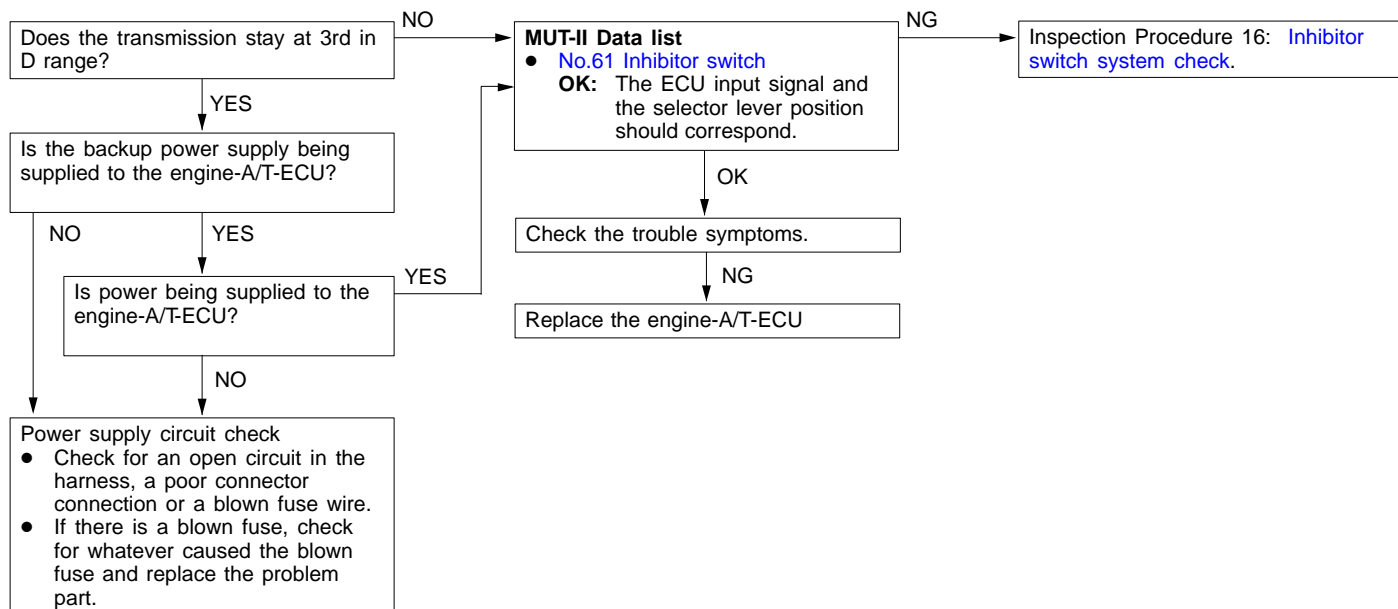 Does the transmission stay at 3rd in
D range?
NO
MUT-II Data list
● No.61 Inhibitor switch
OK: The ECU input signal and
the selector lever position
should correspond.
NG
Inspection Procedure 16: Inhibitor
switch system check.
YES
Is the backup power supply being
supplied to the engine-A/T-ECU?
OK
NO
YES
Check the trouble symptoms.
YES
NG
Is power being supplied to the
engine-A/T-ECU?
Replace the engine-A/T-ECU
NO
Power supply circuit check
● Check for an open circuit in the
harness, a poor connector
connection or a blown fuse wire.
● If there is a blown fuse, check
for whatever caused the blown
fuse and replace the problem
part.